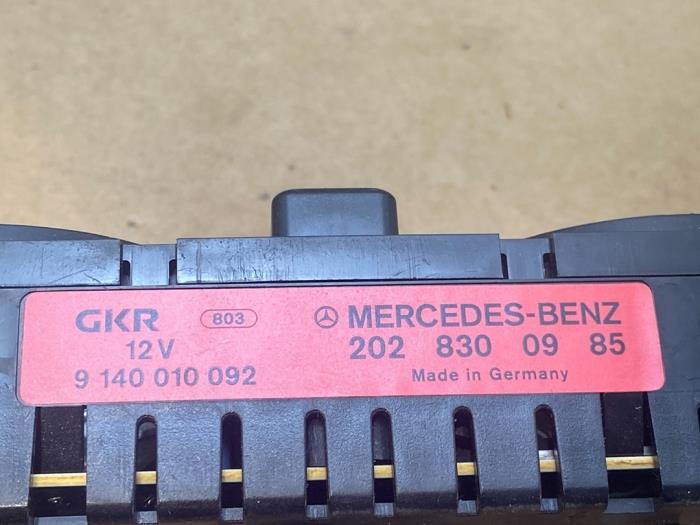 GKR 803 MERCEDES-BENZ
12V 202 830 09 85
9 140 010 092 Made in Germany